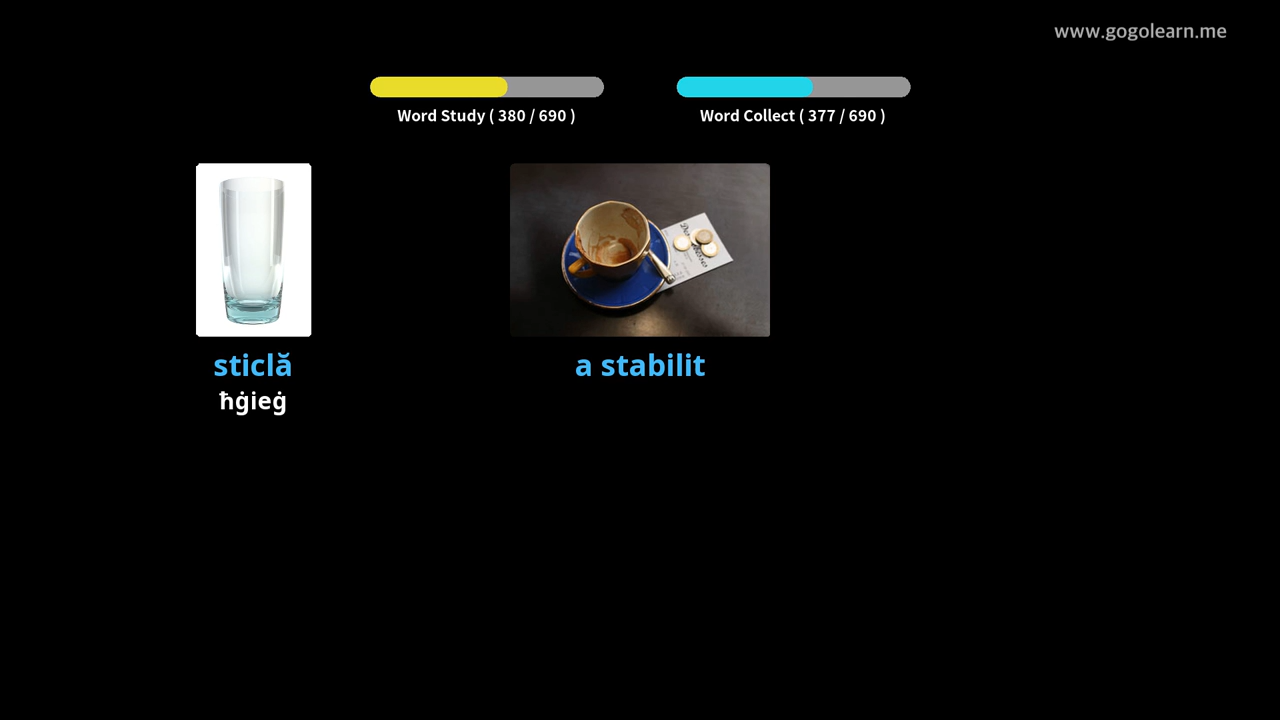 www.gogolearn.me
Word Study ( 380 / 690 )
Word Collect ( 377 / 690 )
sticlă
ħġieġ
a stabilit